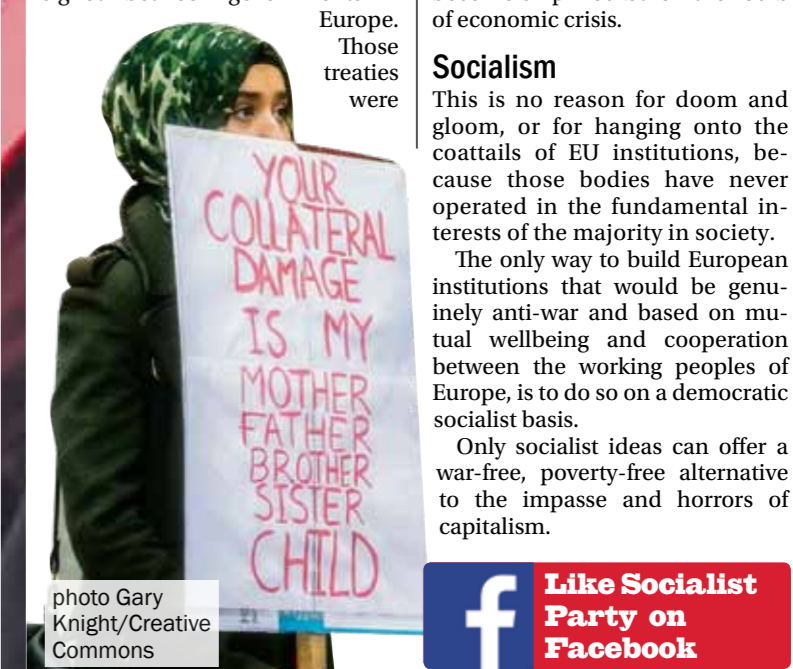 Europe.
Those
treaties
were
of economic crisis.
Socialism
This is no reason for doom and
gloom, or for hanging onto the
coattails of EU institutions, be-
cause those bodies have never
operated in the fundamental in-
terests of the majority in society.
The only way to build European
institutions that would be genu-
inely anti-war and based on mu-
tual wellbeing and cooperation
between the working peoples of
Europe, is to do so on a democratic
socialist basis.
Only socialist ideas can offer a
war-free, poverty-free alternative
to the impasse and horrors of
capitalism.
YOUR
COLLATERAL
DAMAGE
IS MY
MOTHER
FATHER
BROTHER
SISTER
CHILD
photo Gary
Knight/Creative
Commons
f
Like Socialist
Party on
Facebook